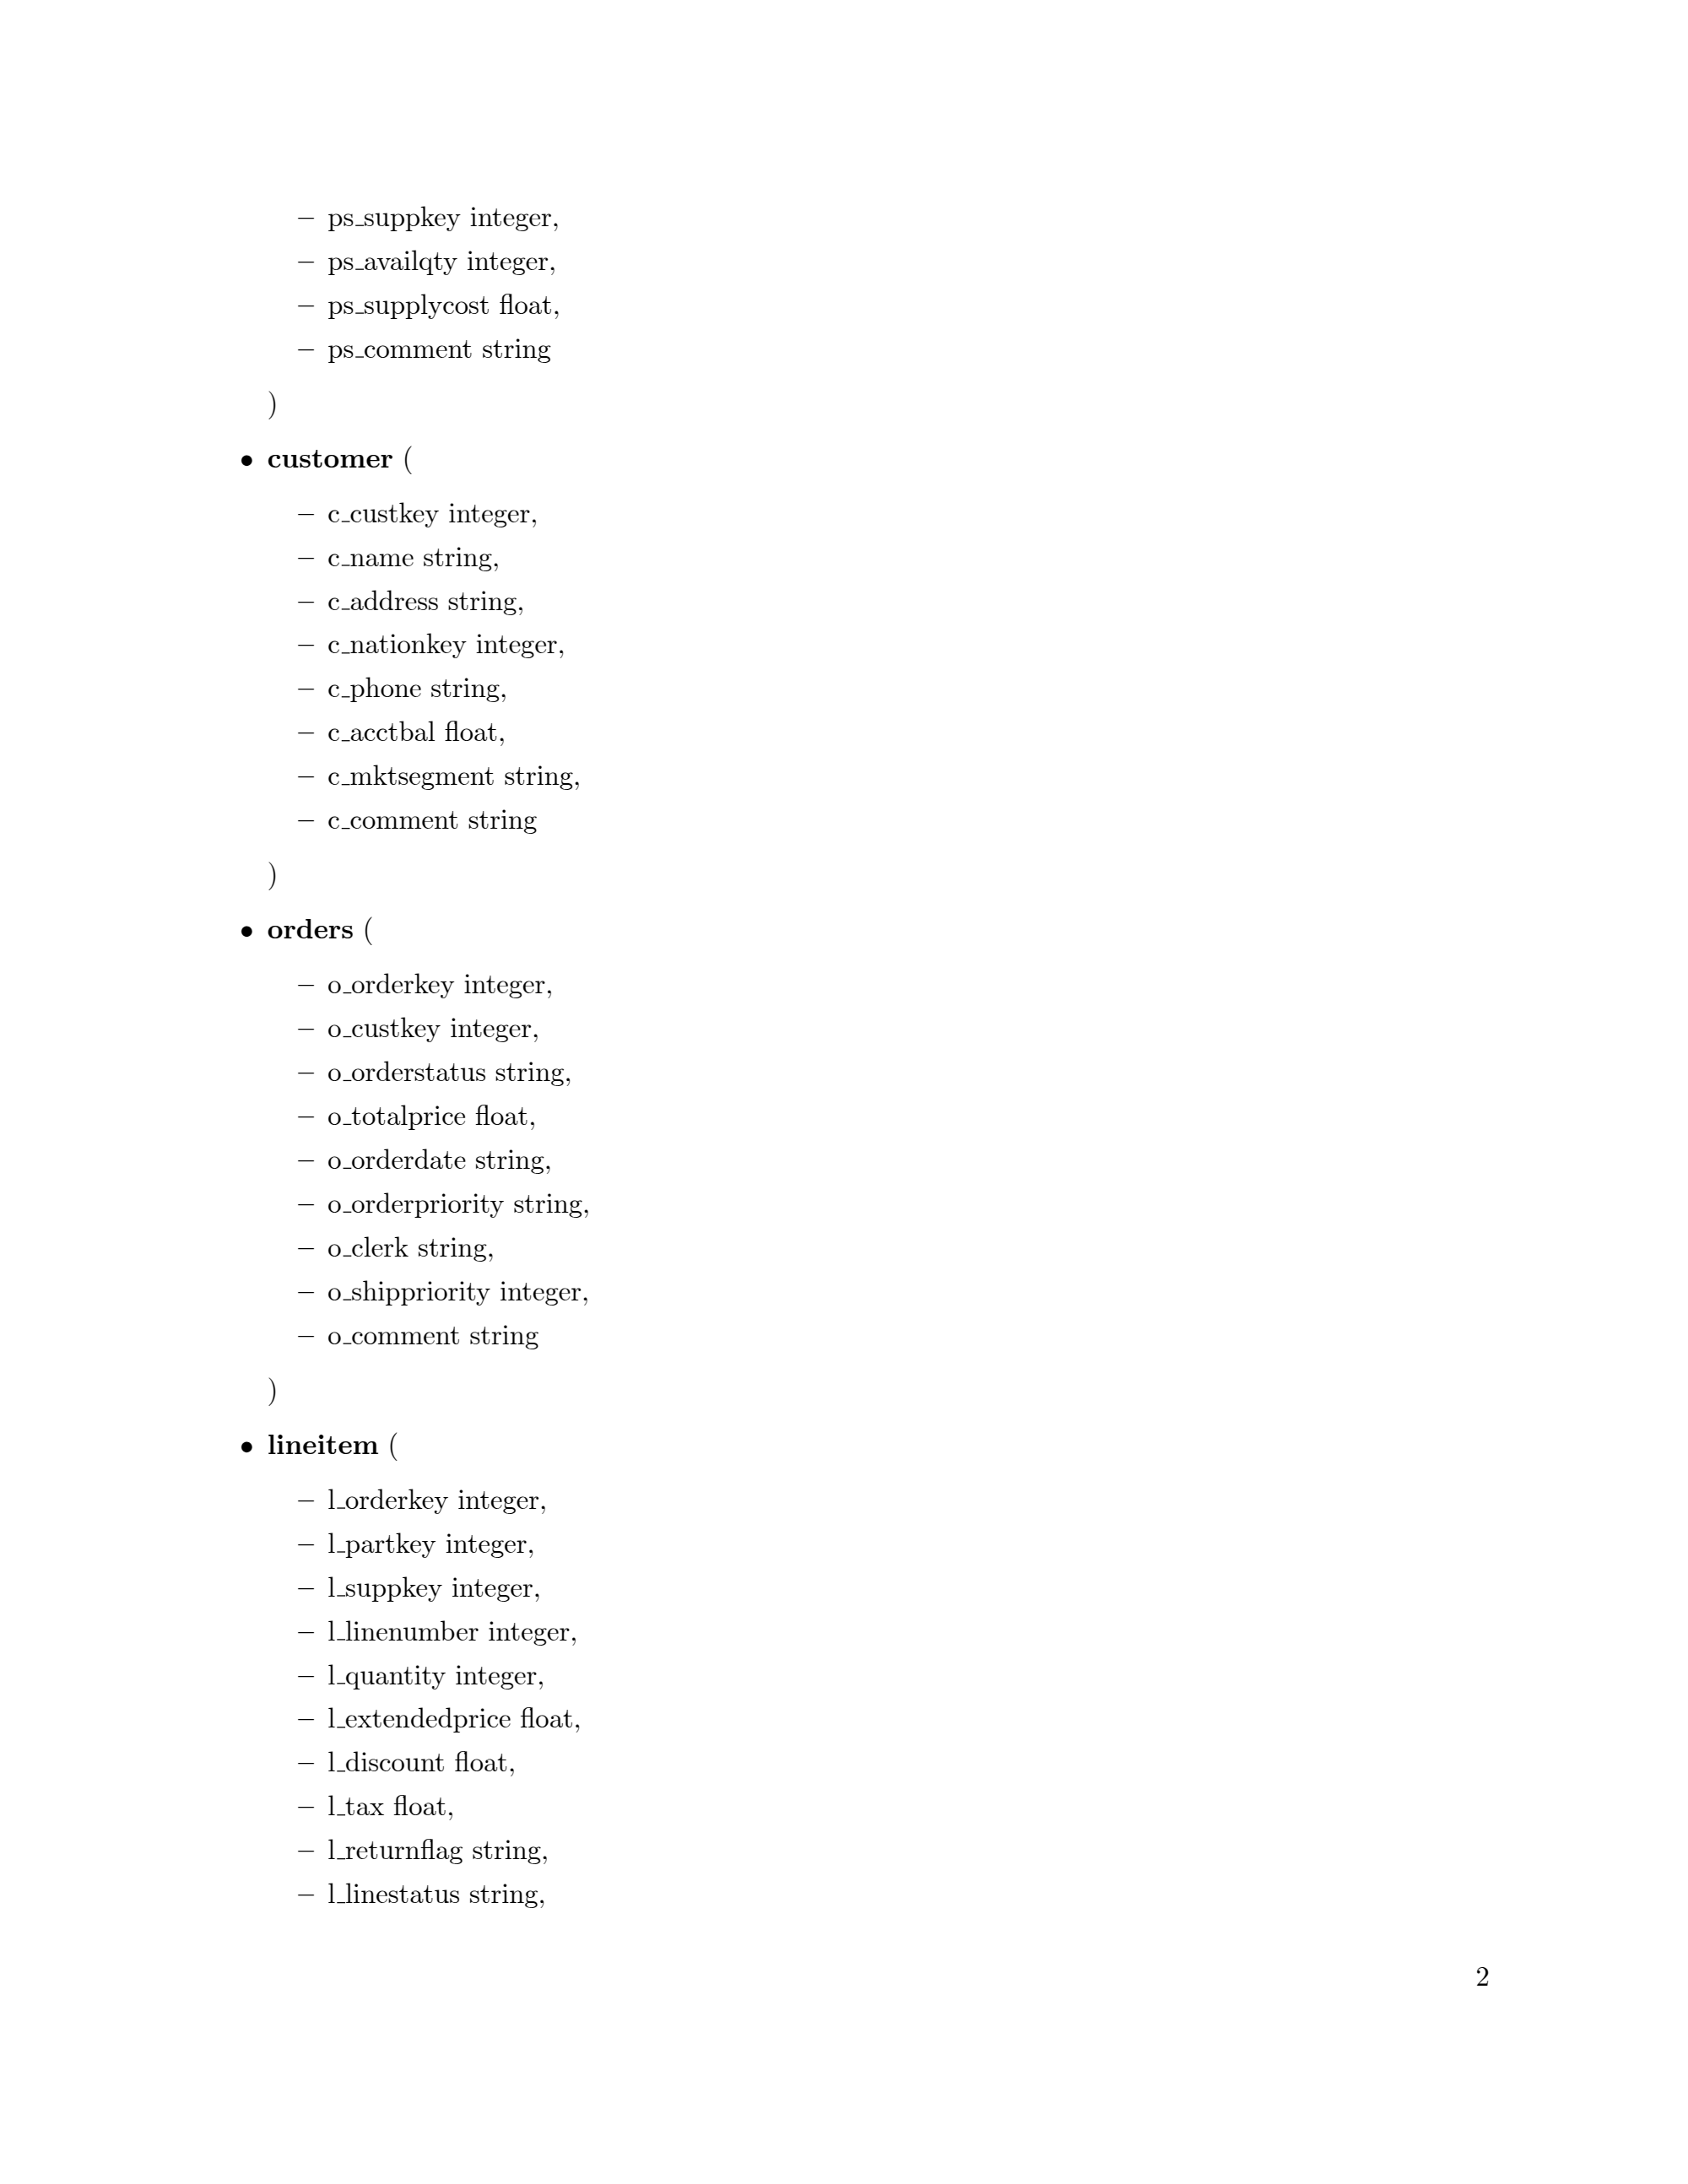 – ps_suppkey integer,
– ps_availqty integer,
– ps_supplycost float,
– ps_comment string
)
• customer (
– c_custkey integer,
– c_name string,
– c_address string,
– c_nationkey integer,
– c_phone string,
– c_acctbal float,
– c_mktsegment string,
– c_comment string
)
• orders (
– o_orderkey integer,
– o_custkey integer,
– o_orderstatus string,
– o_totalprice float,
– o_orderdate string,
– o_orderpriority string,
– o_clerk string,
– o_shippriority integer,
– o_comment string
)
• lineitem (
– l_orderkey integer,
– l_partkey integer,
– l_suppkey integer,
– l_linenumber integer,
– l_quantity integer,
– l_extendedprice float,
– l_discount float,
– l_tax float,
– l_returnflag string,
– l_linestatus string,
2